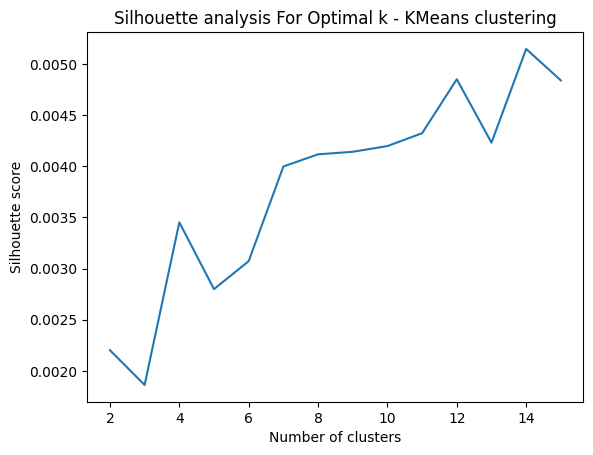 Silhouette analysis For Optimal k - KMeans clustering
0.0050
0.0045
0.0040
0.0035
0.0030
0.0025
0.0020
Silhouette score
2 4 6 8 10 12 14
Number of clusters